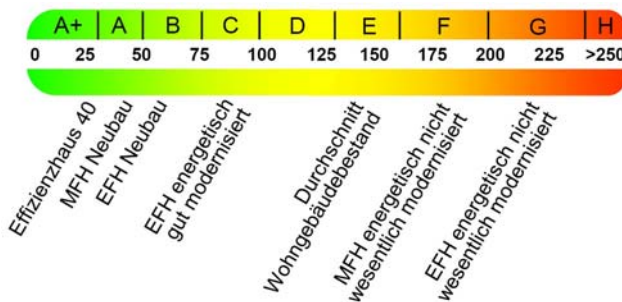 A+ A B C D E F G H
0 25 50 75 100 125 150 175 200 225 >250
Effizienzhaus 40
MFH Neubau
EFH Neubau
EFH energetisch
gut modernisiert
Durchschnitt
Wohngebäudebestand
MFH energetisch nicht
wesentlich modernisiert
EFH energetisch nicht
wesentlich modernisiert